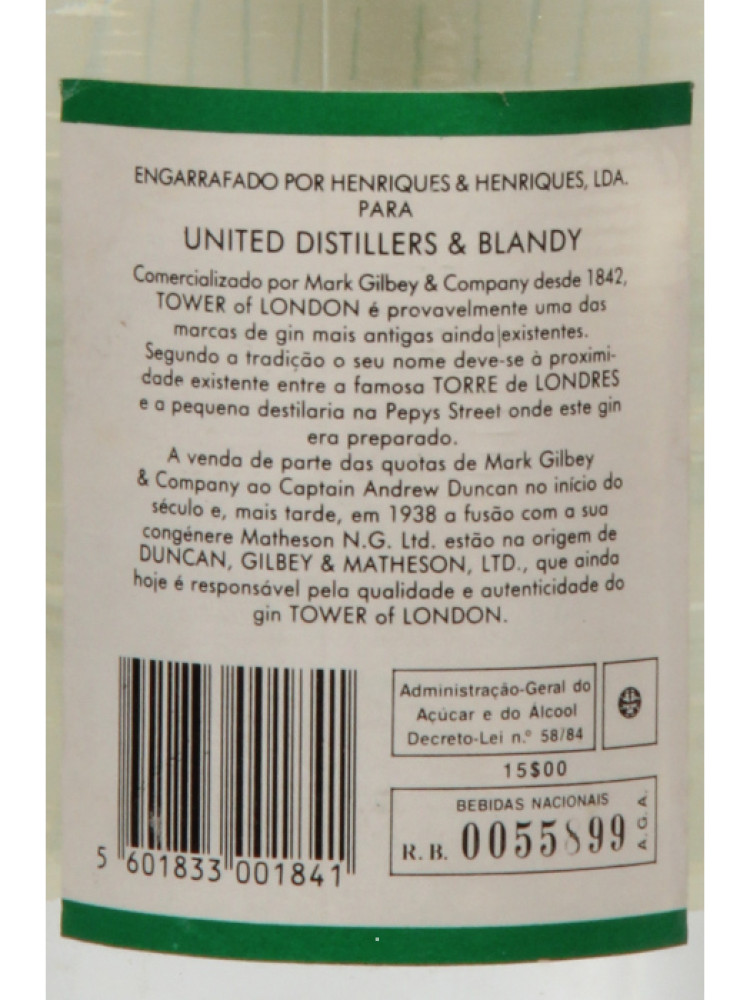 ENGARRAFADO POR HENRIQUES & HENRIQUES, LDA.
PARA
UNITED DISTILLERS & BLANDY
Comercializado por Mark Gilbey & Company desde 1842,
TOWER of LONDON é provavelmente uma das
marcas de gin mais antigas ainda existentes.
Segundo a tradição o seu nome deve-se à proximi-
dade existente entre a famosa TORRE de LONDRES
e a pequena destilaria na Pepys Street onde este gin
era preparado.
A venda de parte das quotas de Mark Gilbey
& Company ao Captain Andrew Duncan no início do
século e, mais tarde, em 1938 a fusão com a sua
congénere Matheson N.G. Ltd. estão na origem de
DUNCAN, GILBEY & MATHESON, LTD., que ainda
hoje é responsável pela qualidade e autenticidade do
gin TOWER of LONDON.
Administração-Geral do
Açúcar e do Álcool
Decreto-Lei n.º 58/84
15$00
BEBIDAS NACIONAIS
R. B. 0055899
A. G. A.
5 601833 001841